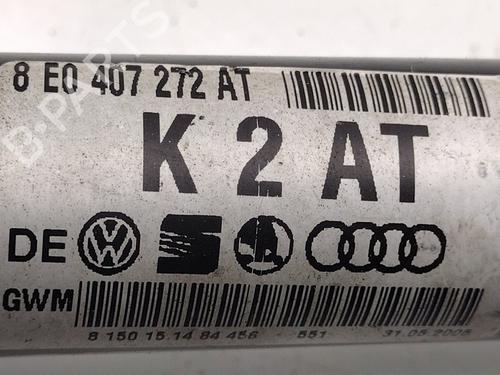 8 E0 407 272 AT
K 2 AT
DE
GWM
8 150 15.14 84 456 551 31.05.2005
B-PARTS